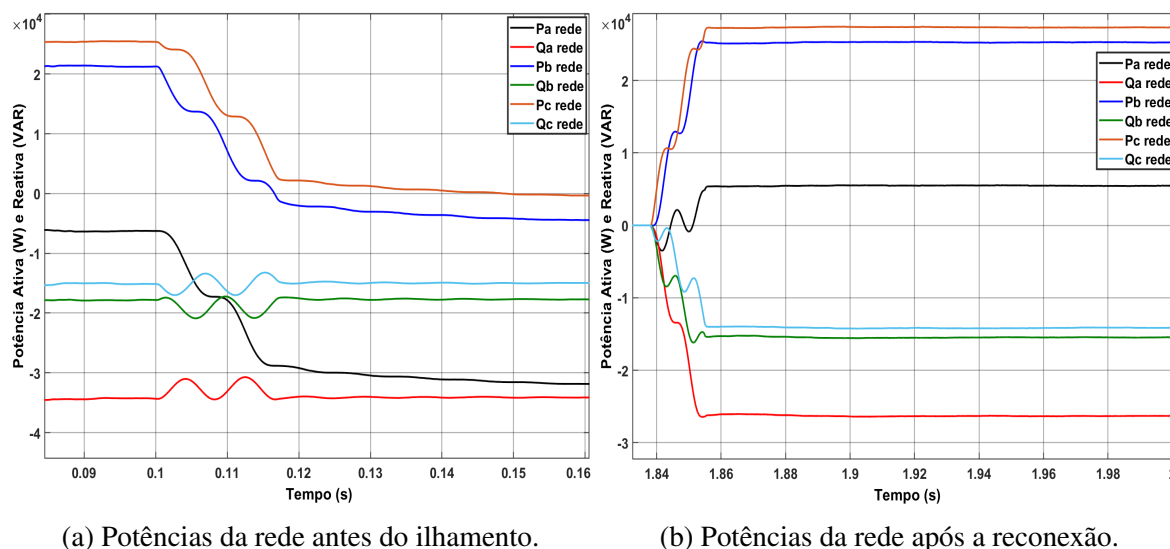 ×10⁴
Pa rede
Qa rede
Pb rede
Qb rede
Pc rede
Qc rede
2
1
0
-1
-2
-3
-4
Potência Ativa (W) e Reativa (VAR)
0.09 0.1 0.11 0.12 0.13 0.14 0.15 0.16
Tempo (s)
(a) Potências da rede antes do ilhamento.
×10⁴
Pa rede
Qa rede
Pb rede
Qb rede
Pc rede
Qc rede
2
1
0
-1
-2
-3
Potência Ativa (W) e Reativa (VAR)
1.84 1.86 1.88 1.9 1.92 1.94 1.96 1.98
Tempo (s)
(b) Potências da rede após a reconexão.